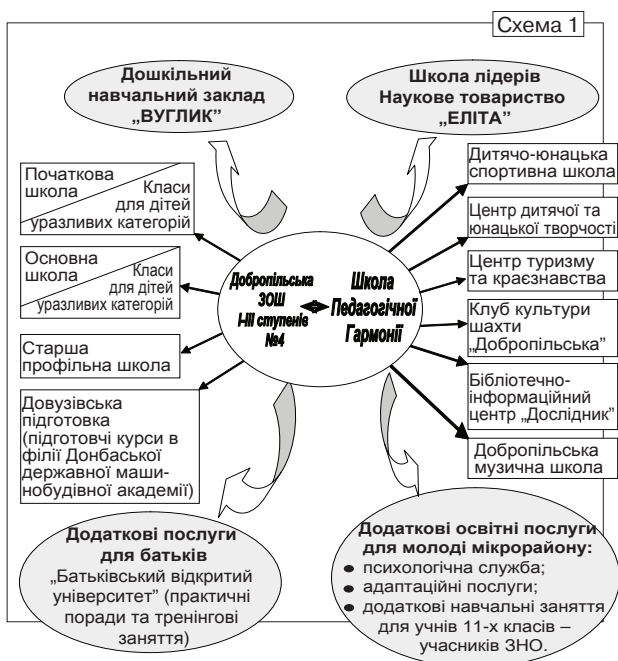 Схема 1
Дошкільний
навчальний заклад
„ВУГЛИК”
Школа лідерів
Наукове товариство
„ЕЛІТА”
Початкова
школа
Класи
для дітей
уразливих категорій
Основна
школа
Класи
для дітей
уразливих категорій
Старша
профільна школа
Довузівська
підготовка
(підготовчі курси в
філії Донбаської
державної маши-
нобудівної академії)
Добропільська
ЗОШ
І-ІІІ ступенів
№4
Школа
Педагогічної
Гармонії
Дитячо-юнацька
спортивна школа
Центр дитячої та
юнацької творчості
Центр туризму
та краєзнавства
Клуб культури
шахти
„Добропільська”
Бібліотечно-
інформаційний
центр „Дослідник”
Добропільська
музична школа
Додаткові послуги
для батьків
„Батьківський відкритий
університет” (практичні
поради та тренінгові
заняття)
Додаткові освітні послуги
для молоді мікрорайону:
● психологічна служба;
● адаптаційні послуги;
● додаткові навчальні заняття
для учнів 11-х класів –
учасників ЗНО.